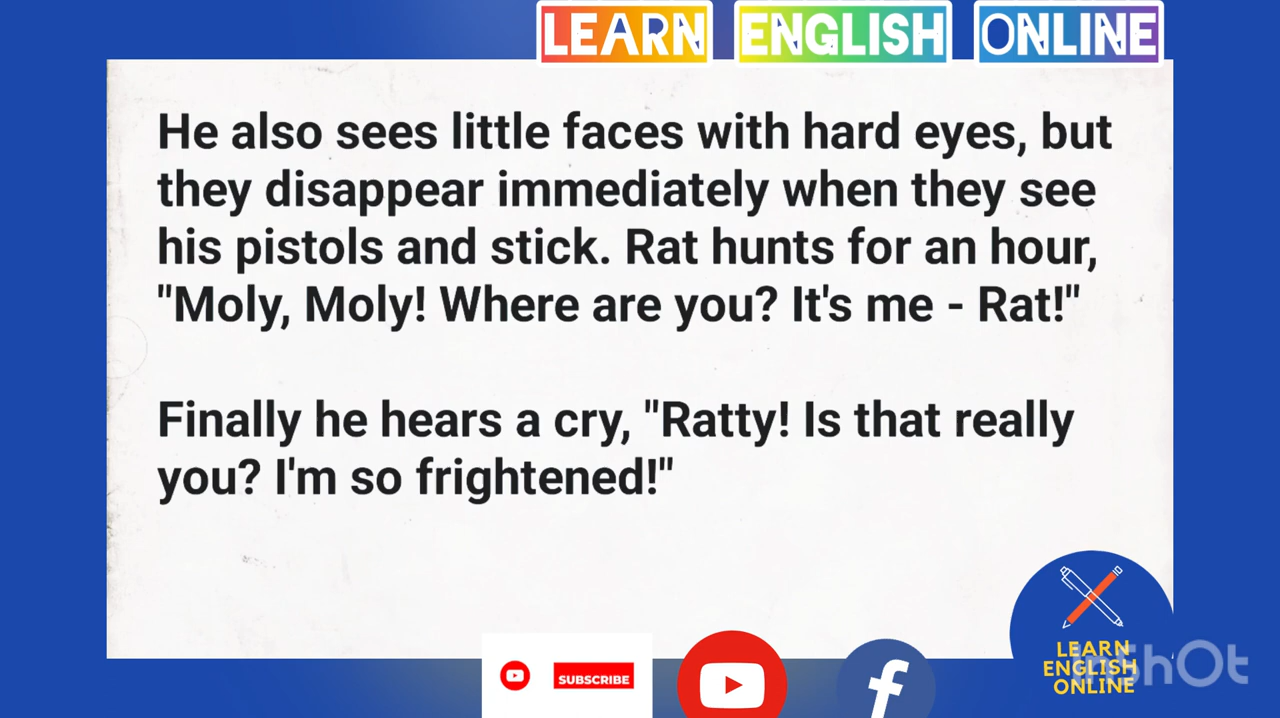 LEARN ENGLISH ONLINE
He also sees little faces with hard eyes, but
they disappear immediately when they see
his pistols and stick. Rat hunts for an hour,
"Moly, Moly! Where are you? It's me - Rat!"
Finally he hears a cry, "Ratty! Is that really
you? I'm so frightened!"
SUBSCRIBE
LEARN
ENGLISH
ONLINE